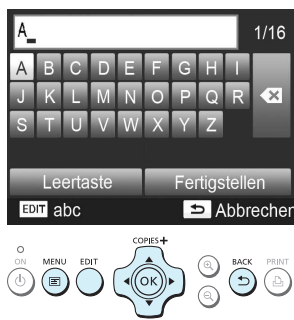 A_
1/16
A B C D E F G H I
J K L M N O P Q R
S T U V W X Y Z
Leertaste Fertigstellen
EDIT abc Abbrechen
COPIES+
ON MENU EDIT OK BACK PRINT